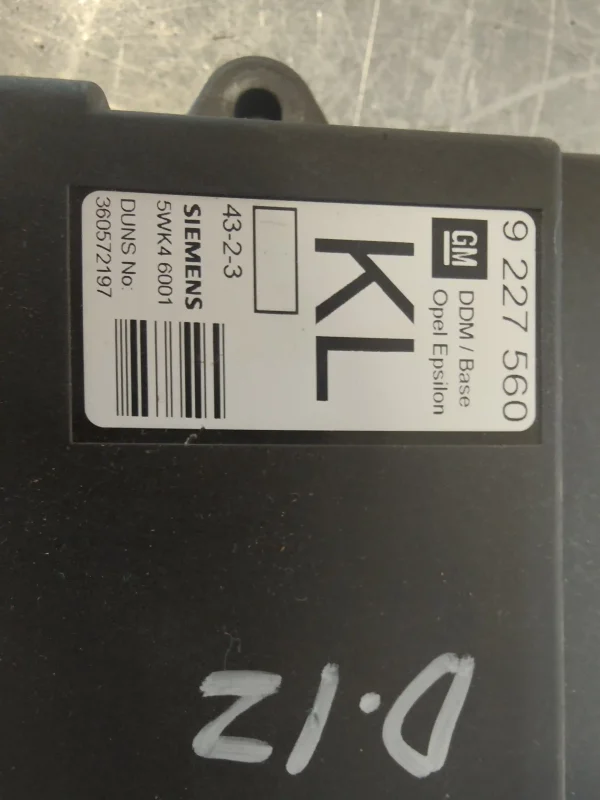 9 227 560
GM
DDM / Base
Opel Epsilon
KL
43-2-3
SIEMENS
5WK4 6001
DUNS No:
360572197
D.12